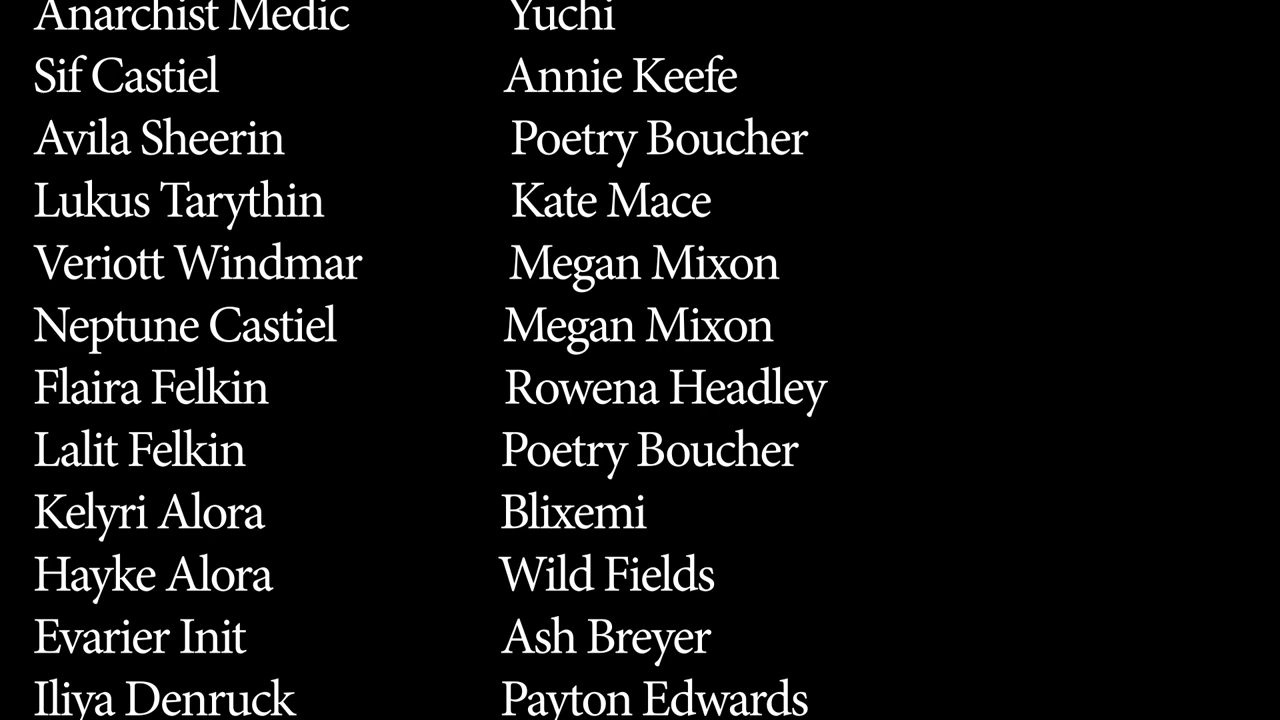 Anarchist Medic Yuchi
Sif Castiel Annie Keefe
Avila Sheerin Poetry Boucher
Lukus Tarythin Kate Mace
Veriott Windmar Megan Mixon
Neptune Castiel Megan Mixon
Flaira Felkin Rowena Headley
Lalit Felkin Poetry Boucher
Kelyri Alora Blixemi
Hayke Alora Wild Fields
Evarier Init Ash Breyer
Iliya Denruck Payton Edwards